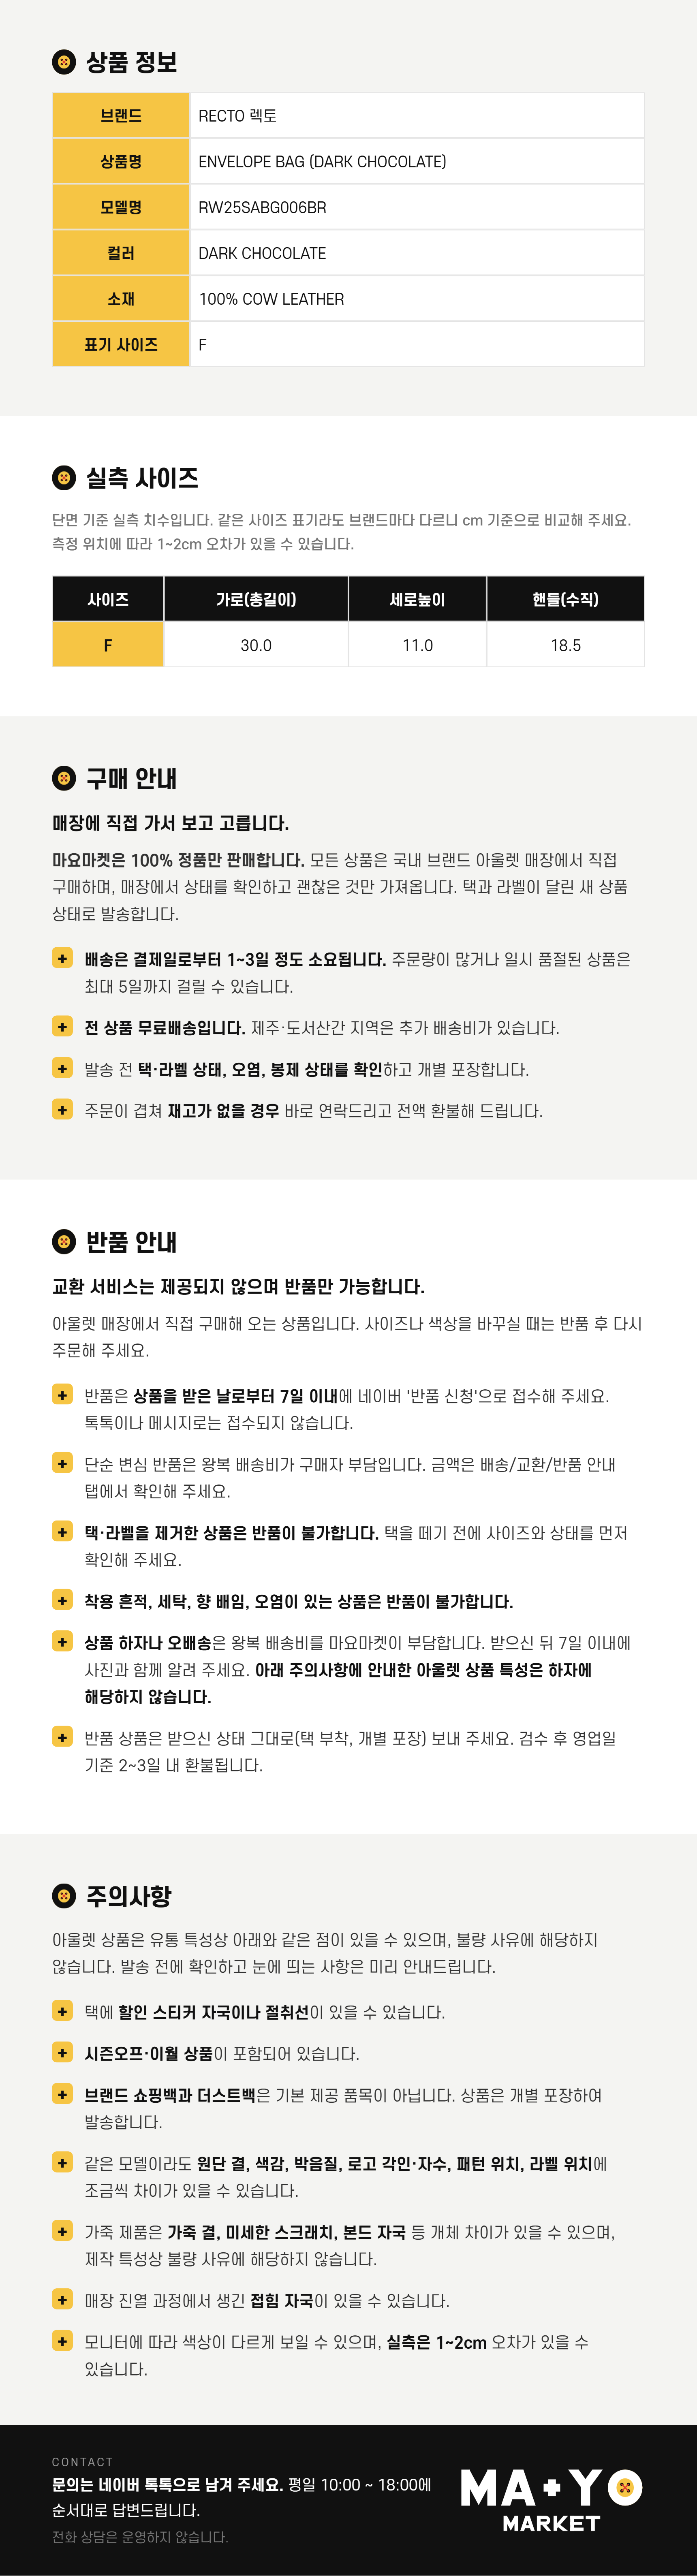 상품 정보
브랜드 RECTO 렉토
상품명 ENVELOPE BAG (DARK CHOCOLATE)
모델명 RW25SABG006BR
컬러 DARK CHOCOLATE
소재 100% COW LEATHER
표기 사이즈 F
실측 사이즈
단면 기준 실측 치수입니다. 같은 사이즈 표기라도 브랜드마다 다르니 cm 기준으로 비교해 주세요.
측정 위치에 따라 1~2cm 오차가 있을 수 있습니다.
사이즈 가로(총길이) 세로높이 핸들(수직)
F 30.0 11.0 18.5
구매 안내
매장에 직접 가서 보고 고릅니다.
마요마켓은 100% 정품만 판매합니다. 모든 상품은 국내 브랜드 아울렛 매장에서 직접
구매하며, 매장에서 상태를 확인하고 괜찮은 것만 가져옵니다. 택과 라벨이 달린 새 상품
상태로 발송합니다.
+ 배송은 결제일로부터 1~3일 정도 소요됩니다. 주문량이 많거나 일시 품절된 상품은
최대 5일까지 걸릴 수 있습니다.
+ 전 상품 무료배송입니다. 제주·도서산간 지역은 추가 배송비가 있습니다.
+ 발송 전 택·라벨 상태, 오염, 봉제 상태를 확인하고 개별 포장합니다.
+ 주문이 겹쳐 재고가 없을 경우 바로 연락드리고 전액 환불해 드립니다.
반품 안내
교환 서비스는 제공되지 않으며 반품만 가능합니다.
아울렛 매장에서 직접 구매해 오는 상품입니다. 사이즈나 색상을 바꾸실 때는 반품 후 다시
주문해 주세요.
+ 반품은 상품을 받은 날로부터 7일 이내에 네이버 '반품 신청'으로 접수해 주세요.
톡톡이나 메시지로는 접수되지 않습니다.
+ 단순 변심 반품은 왕복 배송비가 구매자 부담입니다. 금액은 배송/교환/반품 안내
탭에서 확인해 주세요.
+ 택·라벨을 제거한 상품은 반품이 불가합니다. 택을 떼기 전에 사이즈와 상태를 먼저
확인해 주세요.
+ 착용 흔적, 세탁, 향 배임, 오염이 있는 상품은 반품이 불가합니다.
+ 상품 하자나 오배송은 왕복 배송비를 마요마켓이 부담합니다. 받으신 뒤 7일 이내에
사진과 함께 알려 주세요. 아래 주의사항에 안내한 아울렛 상품 특성은 하자에
해당하지 않습니다.
+ 반품 상품은 받으신 상태 그대로(택 부착, 개별 포장) 보내 주세요. 검수 후 영업일
기준 2~3일 내 환불됩니다.
주의사항
아울렛 상품은 유통 특성상 아래와 같은 점이 있을 수 있으며, 불량 사유에 해당하지
않습니다. 발송 전에 확인하고 눈에 띄는 사항은 미리 안내드립니다.
+ 택에 할인 스티커 자국이나 절취선이 있을 수 있습니다.
+ 시즌오프·이월 상품이 포함되어 있습니다.
+ 브랜드 쇼핑백과 더스트백은 기본 제공 품목이 아닙니다. 상품은 개별 포장하여
발송합니다.
+ 같은 모델이라도 원단 결, 색감, 박음질, 로고 각인·자수, 패턴 위치, 라벨 위치에
조금씩 차이가 있을 수 있습니다.
+ 가죽 제품은 가죽 결, 미세한 스크래치, 본드 자국 등 개체 차이가 있을 수 있으며,
제작 특성상 불량 사유에 해당하지 않습니다.
+ 매장 진열 과정에서 생긴 접힘 자국이 있을 수 있습니다.
+ 모니터에 따라 색상이 다르게 보일 수 있으며, 실측은 1~2cm 오차가 있을 수
있습니다.
CONTACT
문의는 네이버 톡톡으로 남겨 주세요. 평일 10:00 ~ 18:00에
순서대로 답변드립니다.
전화 상담은 운영하지 않습니다.
MA+YO
MARKET